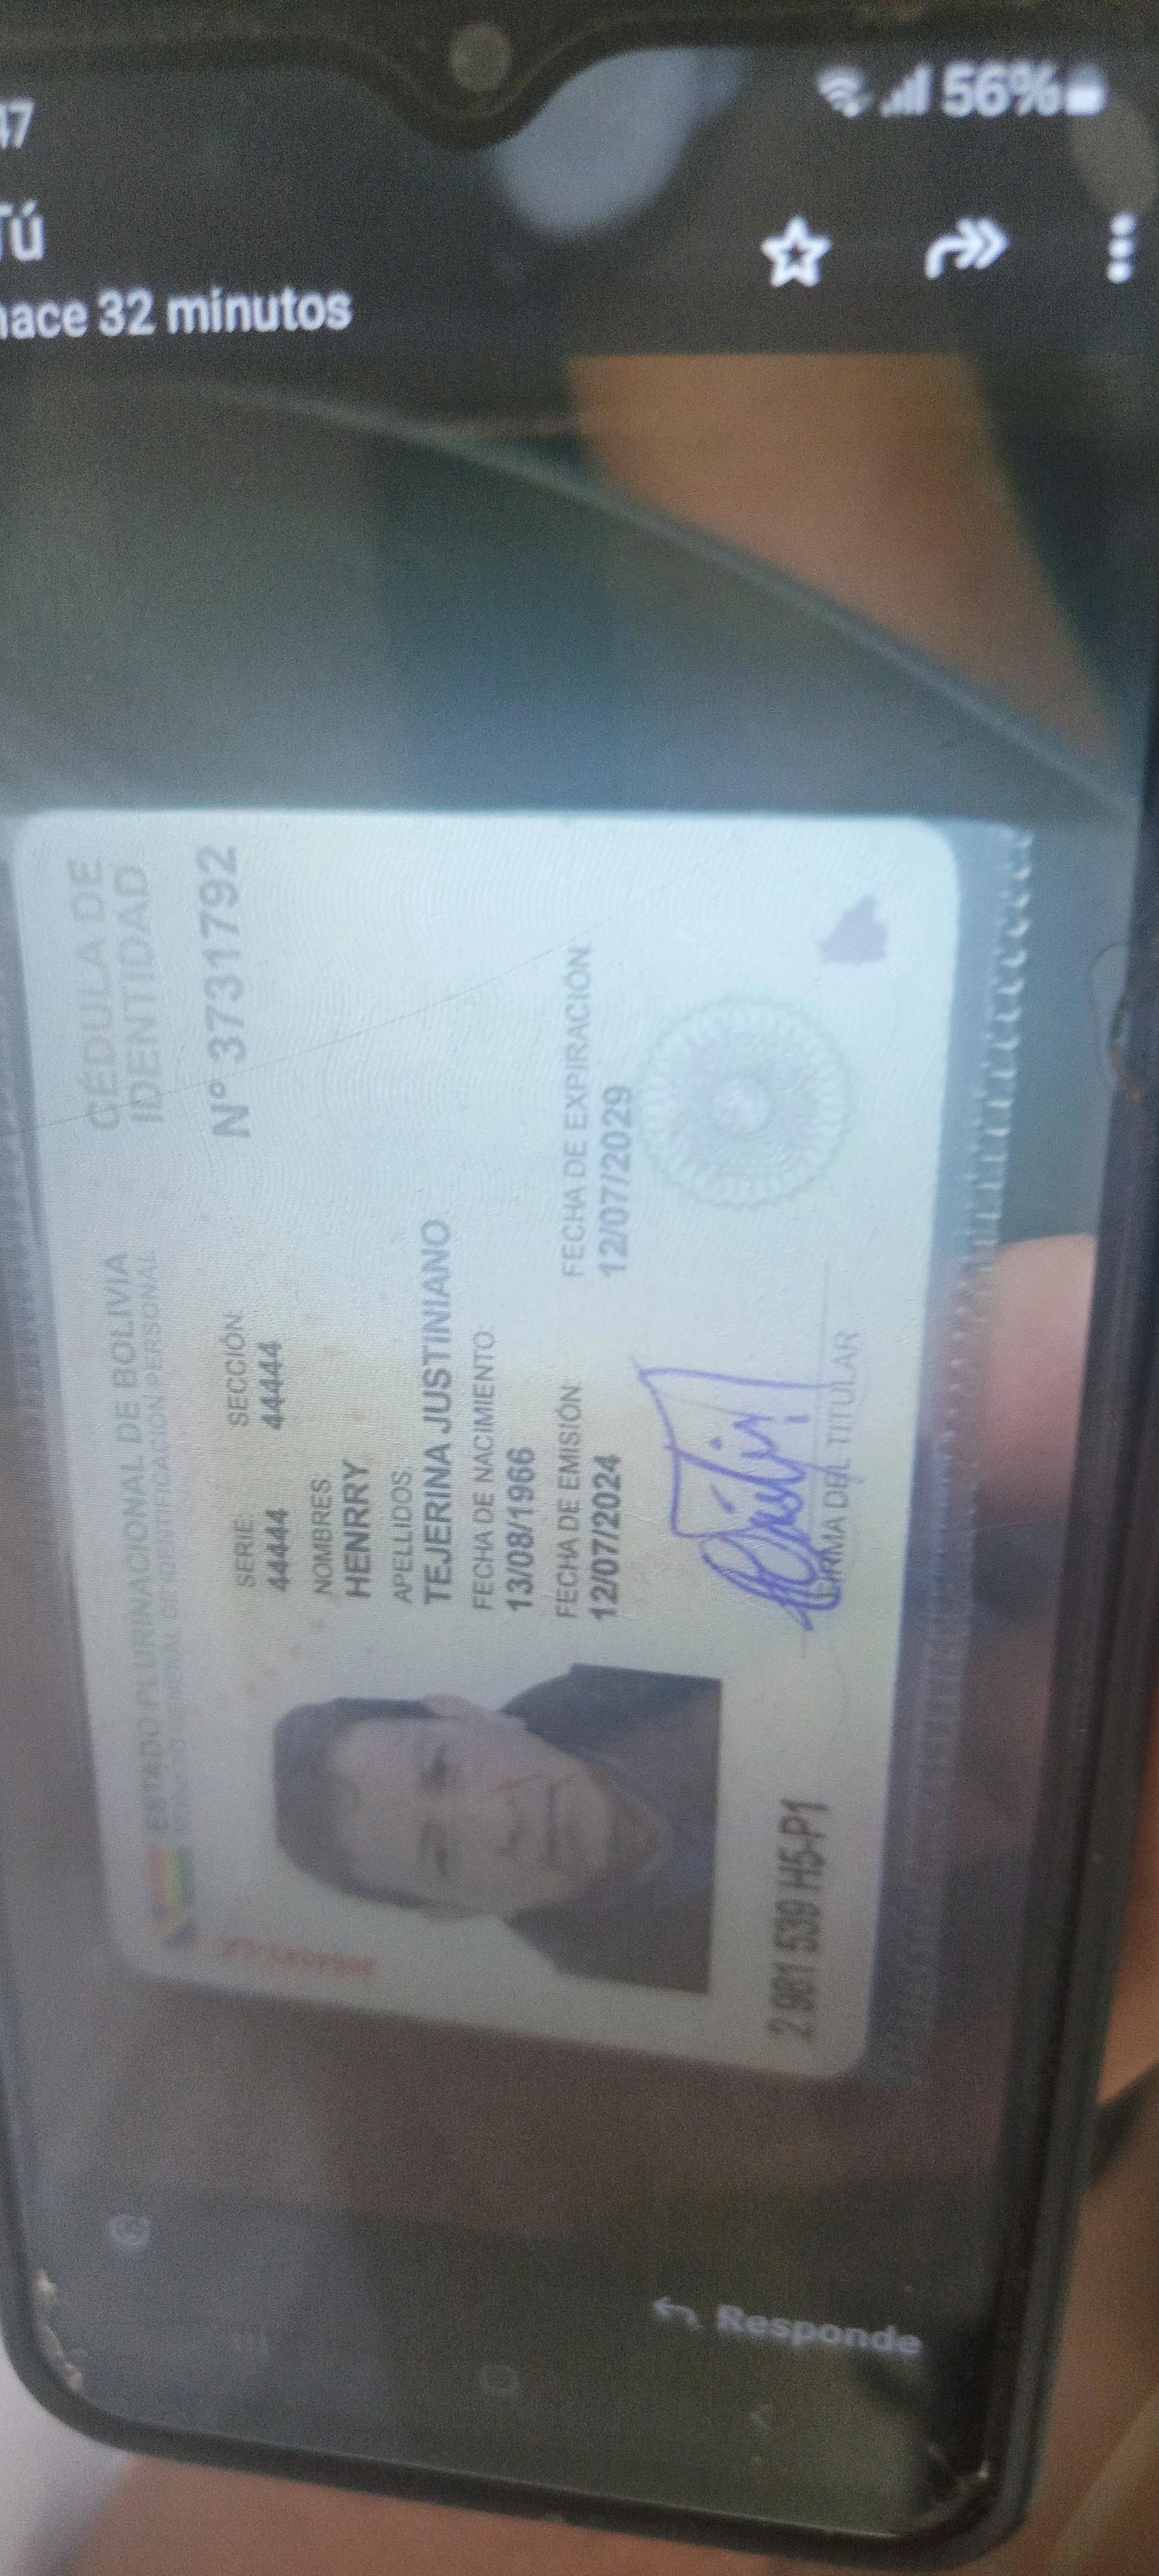 47
56%
Tú
hace 32 minutos
ESTADO PLURINACIONAL DE BOLIVIA
SERVICIO GENERAL DE IDENTIFICACIÓN PERSONAL
CÉDULA DE
IDENTIDAD
N° 3731792
SERIE: SECCIÓN:
44444 44444
NOMBRES:
HENRRY
APELLIDOS:
TEJERINA JUSTINIANO
FECHA DE NACIMIENTO:
13/08/1966
FECHA DE EMISIÓN: FECHA DE EXPIRACIÓN:
12/07/2024 12/07/2029
FIRMA DEL TITULAR
2 981 539 H5-P1
Responde